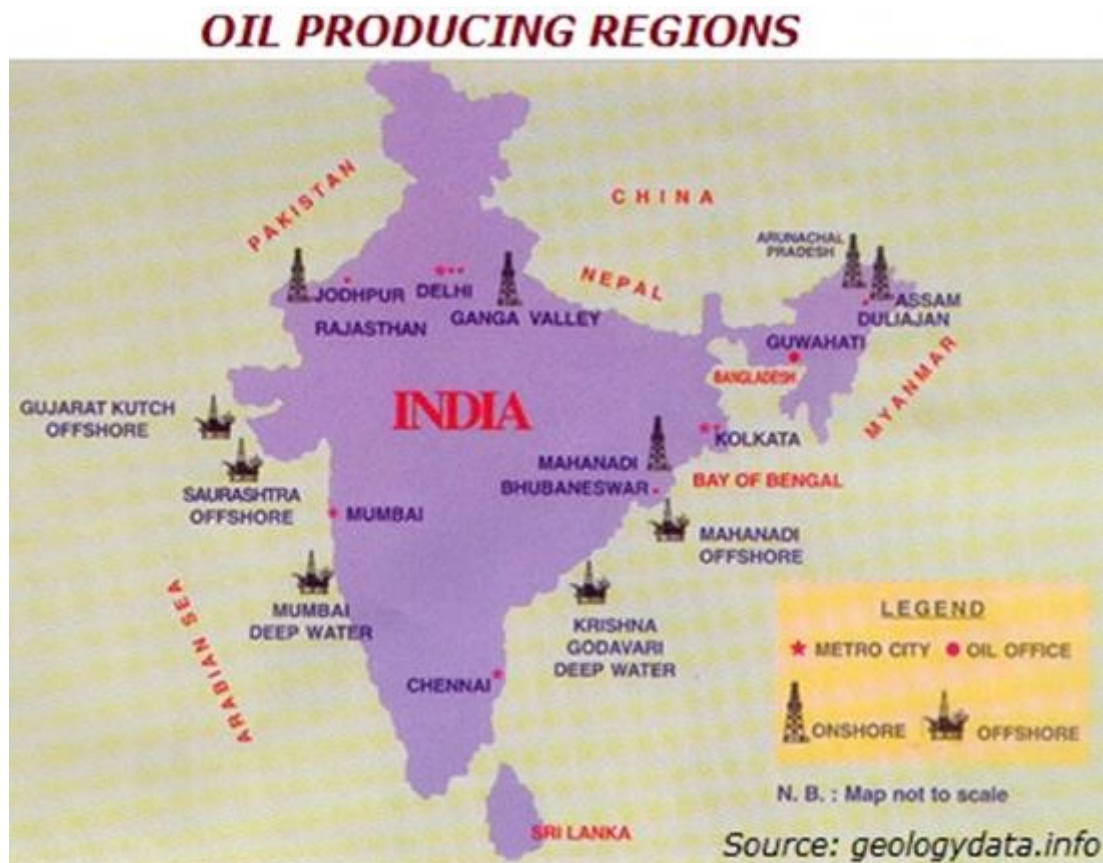 OIL PRODUCING REGIONS
PAKISTAN
CHINA
NEPAL
ARUNACHAL
PRADESH
JODHPUR
DELHI
RAJASTHAN
GANGA VALLEY
ASSAM
DULIAJAN
GUWAHATI
BANGLADESH
MYANMAR
INDIA
GUJARAT KUTCH
OFFSHORE
KOLKATA
MAHANADI
BHUBANESWAR
BAY OF BENGAL
SAURASHTRA
OFFSHORE
MUMBAI
MAHANADI
OFFSHORE
ARABIAN SEA
MUMBAI
DEEP WATER
KRISHNA
GODAVARI
DEEP WATER
CHENNAI
LEGEND
METRO CITY
OIL OFFICE
ONSHORE
OFFSHORE
N. B. : Map not to scale
SRI LANKA
Source: geologydata.info